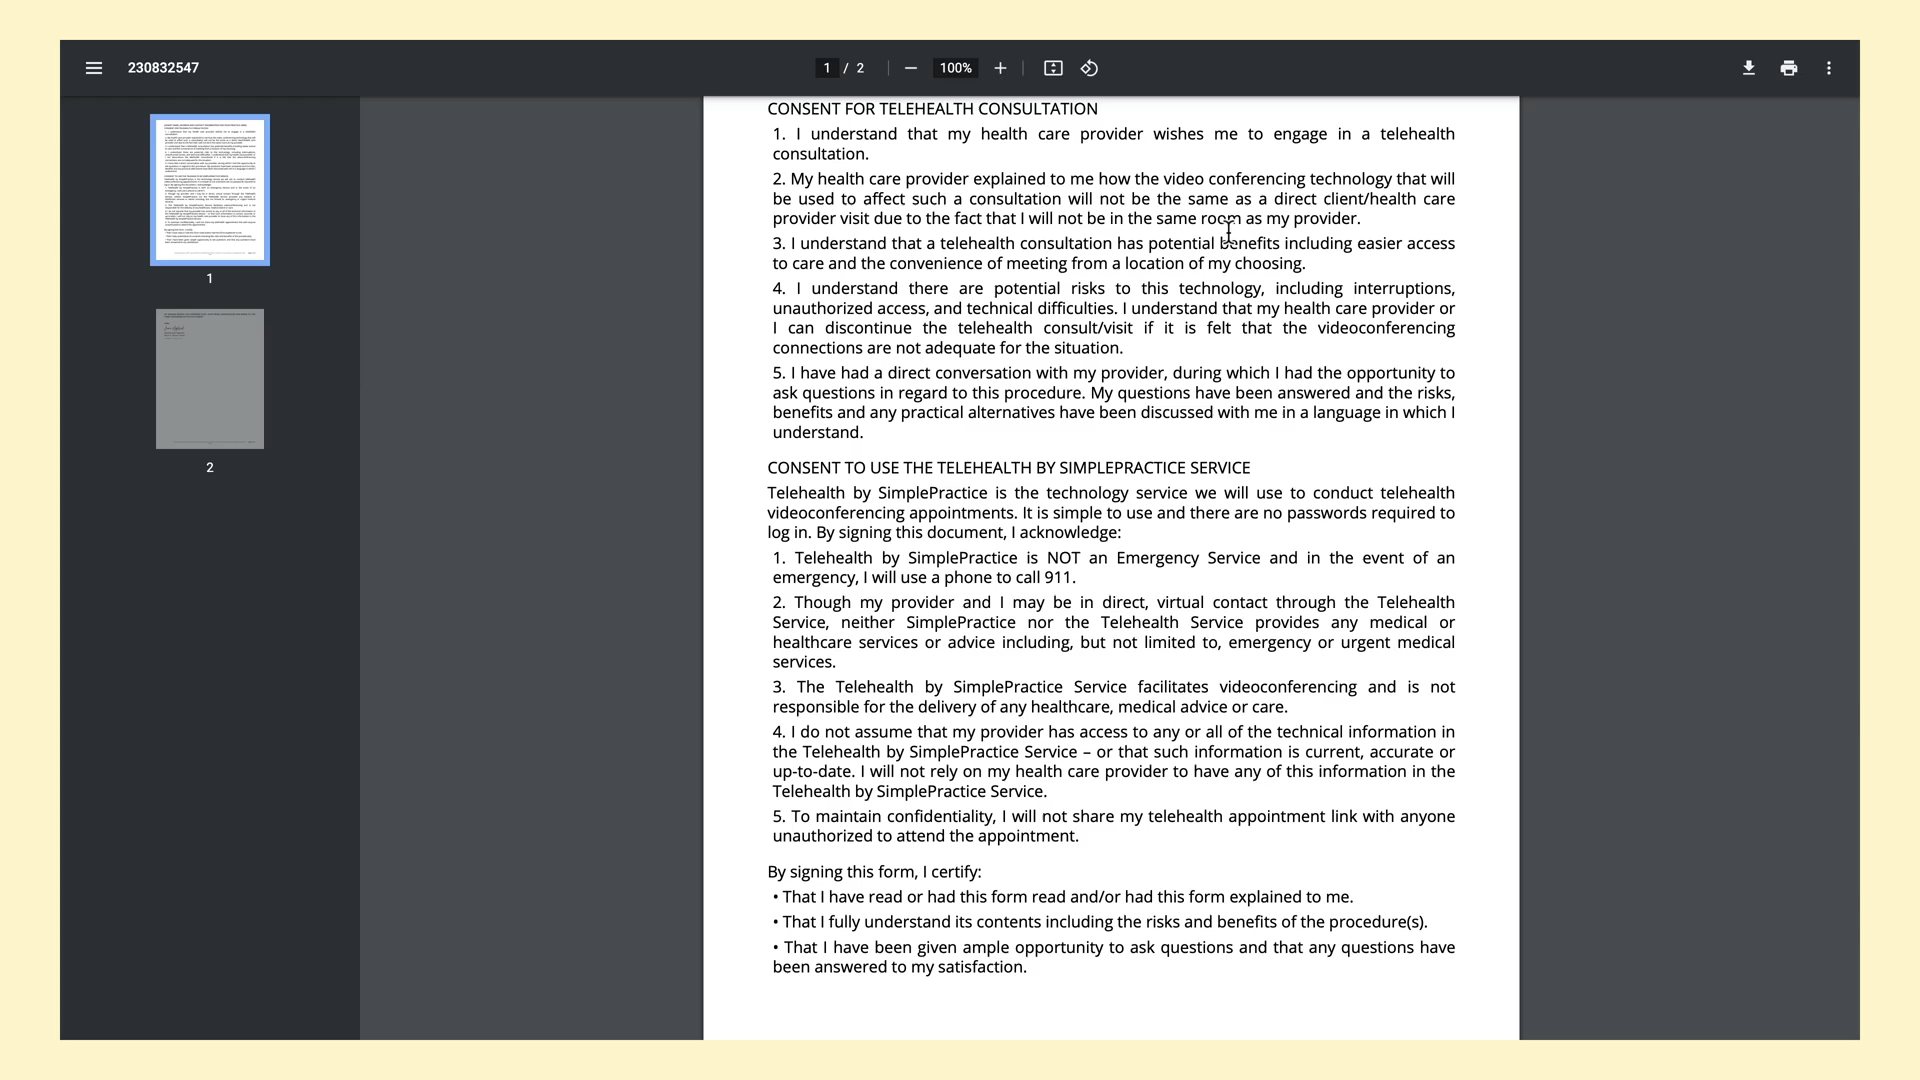 230832547
1 / 2
100%
1
2
CONSENT FOR TELEHEALTH CONSULTATION
1. I understand that my health care provider wishes me to engage in a telehealth
consultation.
2. My health care provider explained to me how the video conferencing technology that will
be used to affect such a consultation will not be the same as a direct client/health care
provider visit due to the fact that I will not be in the same room as my provider.
3. I understand that a telehealth consultation has potential benefits including easier access
to care and the convenience of meeting from a location of my choosing.
4. I understand there are potential risks to this technology, including interruptions,
unauthorized access, and technical difficulties. I understand that my health care provider or
I can discontinue the telehealth consult/visit if it is felt that the videoconferencing
connections are not adequate for the situation.
5. I have had a direct conversation with my provider, during which I had the opportunity to
ask questions in regard to this procedure. My questions have been answered and the risks,
benefits and any practical alternatives have been discussed with me in a language in which I
understand.
CONSENT TO USE THE TELEHEALTH BY SIMPLEPRACTICE SERVICE
Telehealth by SimplePractice is the technology service we will use to conduct telehealth
videoconferencing appointments. It is simple to use and there are no passwords required to
log in. By signing this document, I acknowledge:
1. Telehealth by SimplePractice is NOT an Emergency Service and in the event of an
emergency, I will use a phone to call 911.
2. Though my provider and I may be in direct, virtual contact through the Telehealth
Service, neither SimplePractice nor the Telehealth Service provides any medical or
healthcare services or advice including, but not limited to, emergency or urgent medical
services.
3. The Telehealth by SimplePractice Service facilitates videoconferencing and is not
responsible for the delivery of any healthcare, medical advice or care.
4. I do not assume that my provider has access to any or all of the technical information in
the Telehealth by SimplePractice Service – or that such information is current, accurate or
up-to-date. I will not rely on my health care provider to have any of this information in the
Telehealth by SimplePractice Service.
5. To maintain confidentiality, I will not share my telehealth appointment link with anyone
unauthorized to attend the appointment.
By signing this form, I certify:
• That I have read or had this form read and/or had this form explained to me.
• That I fully understand its contents including the risks and benefits of the procedure(s).
• That I have been given ample opportunity to ask questions and that any questions have
been answered to my satisfaction.